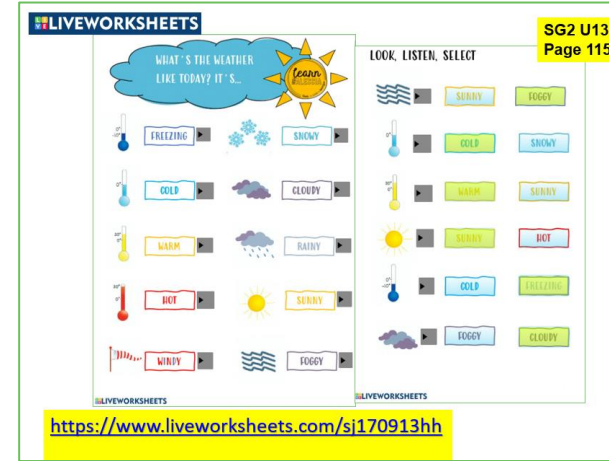 LIVEWORKSHEETS
SG2 U13
Page 115
WHAT'S THE WEATHER
LIKE TODAY? IT'S...
learn
LOOK, LISTEN, SELECT
FREEZING
SNOWY
COLD
CLOUDY
WARM
RAINY
HOT
SUNNY
WINDY
FOGGY
LIVEWORKSHEETS
SUNNY
FOGGY
COLD
SNOWY
WARM
SUNNY
SUNNY
HOT
COLD
FREEZING
FOGGY
CLOUDY
LIVEWORKSHEETS
https://www.liveworksheets.com/sj170913hh